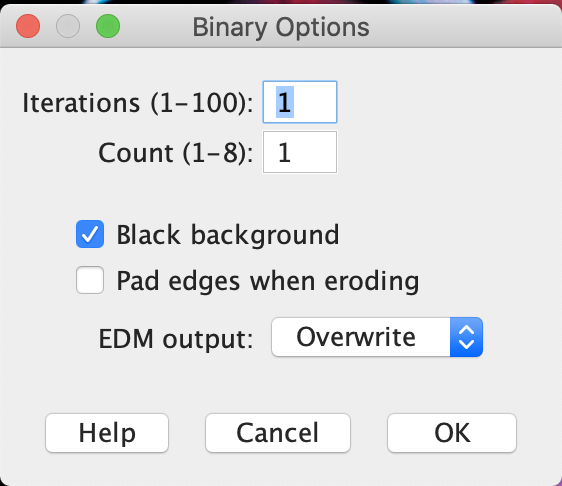 Binary Options
Iterations (1-100): 1
Count (1-8): 1
Black background
Pad edges when eroding
EDM output: Overwrite
Help Cancel OK